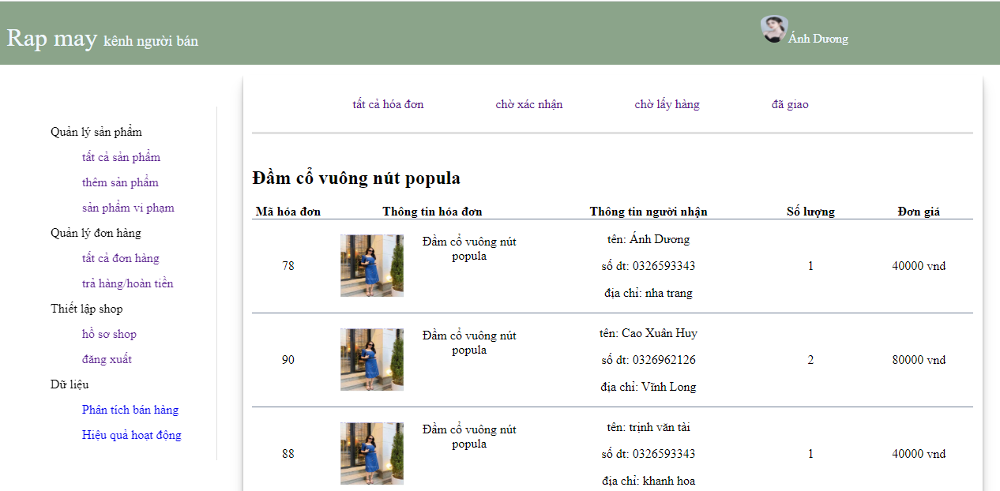 Rap may kênh người bán
Ánh Dương
Quản lý sản phẩm
tất cả sản phẩm
thêm sản phẩm
sản phẩm vi phạm
Quản lý đơn hàng
tất cả đơn hàng
trả hàng/hoàn tiền
Thiết lập shop
hồ sơ shop
đăng xuất
Dữ liệu
Phân tích bán hàng
Hiệu quả hoạt động
tất cả hóa đơn chờ xác nhận chờ lấy hàng đã giao
Đầm cổ vuông nút popula
Mã hóa đơn Thông tin hóa đơn Thông tin người nhận Số lượng Đơn giá
78
Đầm cổ vuông nút
popula
tên: Ánh Dương
số dt: 0326593343
địa chỉ: nha trang
1
40000 vnd
90
Đầm cổ vuông nút
popula
tên: Cao Xuân Huy
số dt: 0326962126
địa chỉ: Vĩnh Long
2
80000 vnd
88
Đầm cổ vuông nút
popula
tên: trịnh văn tài
số dt: 0326593343
địa chỉ: khanh hoa
1
40000 vnd